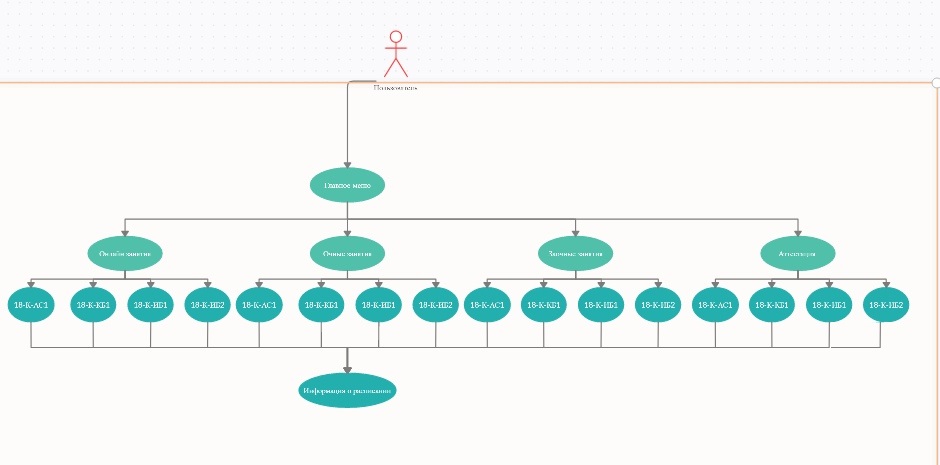 Пользователь
Главное меню
Онлайн занятия
Очные занятия
Заочные занятия
Аттестация
18-К-АС1
18-К-КБ1
18-К-ИБ1
18-К-ИБ2
18-К-АС1
18-К-КБ1
18-К-ИБ1
18-К-ИБ2
18-К-АС1
18-К-КБ1
18-К-ИБ1
18-К-ИБ2
18-К-АС1
18-К-КБ1
18-К-ИБ1
18-К-ИБ2
Информация о расписании